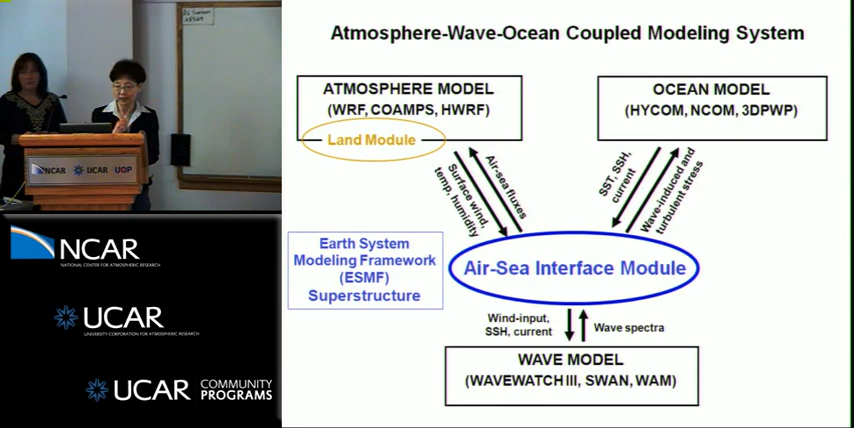 NCAR UCAR UOP
NCAR
NATIONAL CENTER FOR ATMOSPHERIC RESEARCH
UCAR
UNIVERSITY CORPORATION FOR ATMOSPHERIC RESEARCH
UCAR COMMUNITY
PROGRAMS
Atmosphere-Wave-Ocean Coupled Modeling System
ATMOSPHERE MODEL
(WRF, COAMPS, HWRF)
Land Module
OCEAN MODEL
(HYCOM, NCOM, 3DPWP)
Surface wind,
temp, humidity
Air-sea fluxes
SST, SSH,
current
Wave-induced and
turbulent stress
Earth System
Modeling Framework
(ESMF)
Superstructure
Air-Sea Interface Module
Wind-input,
SSH, current
Wave spectra
WAVE MODEL
(WAVEWATCH III, SWAN, WAM)